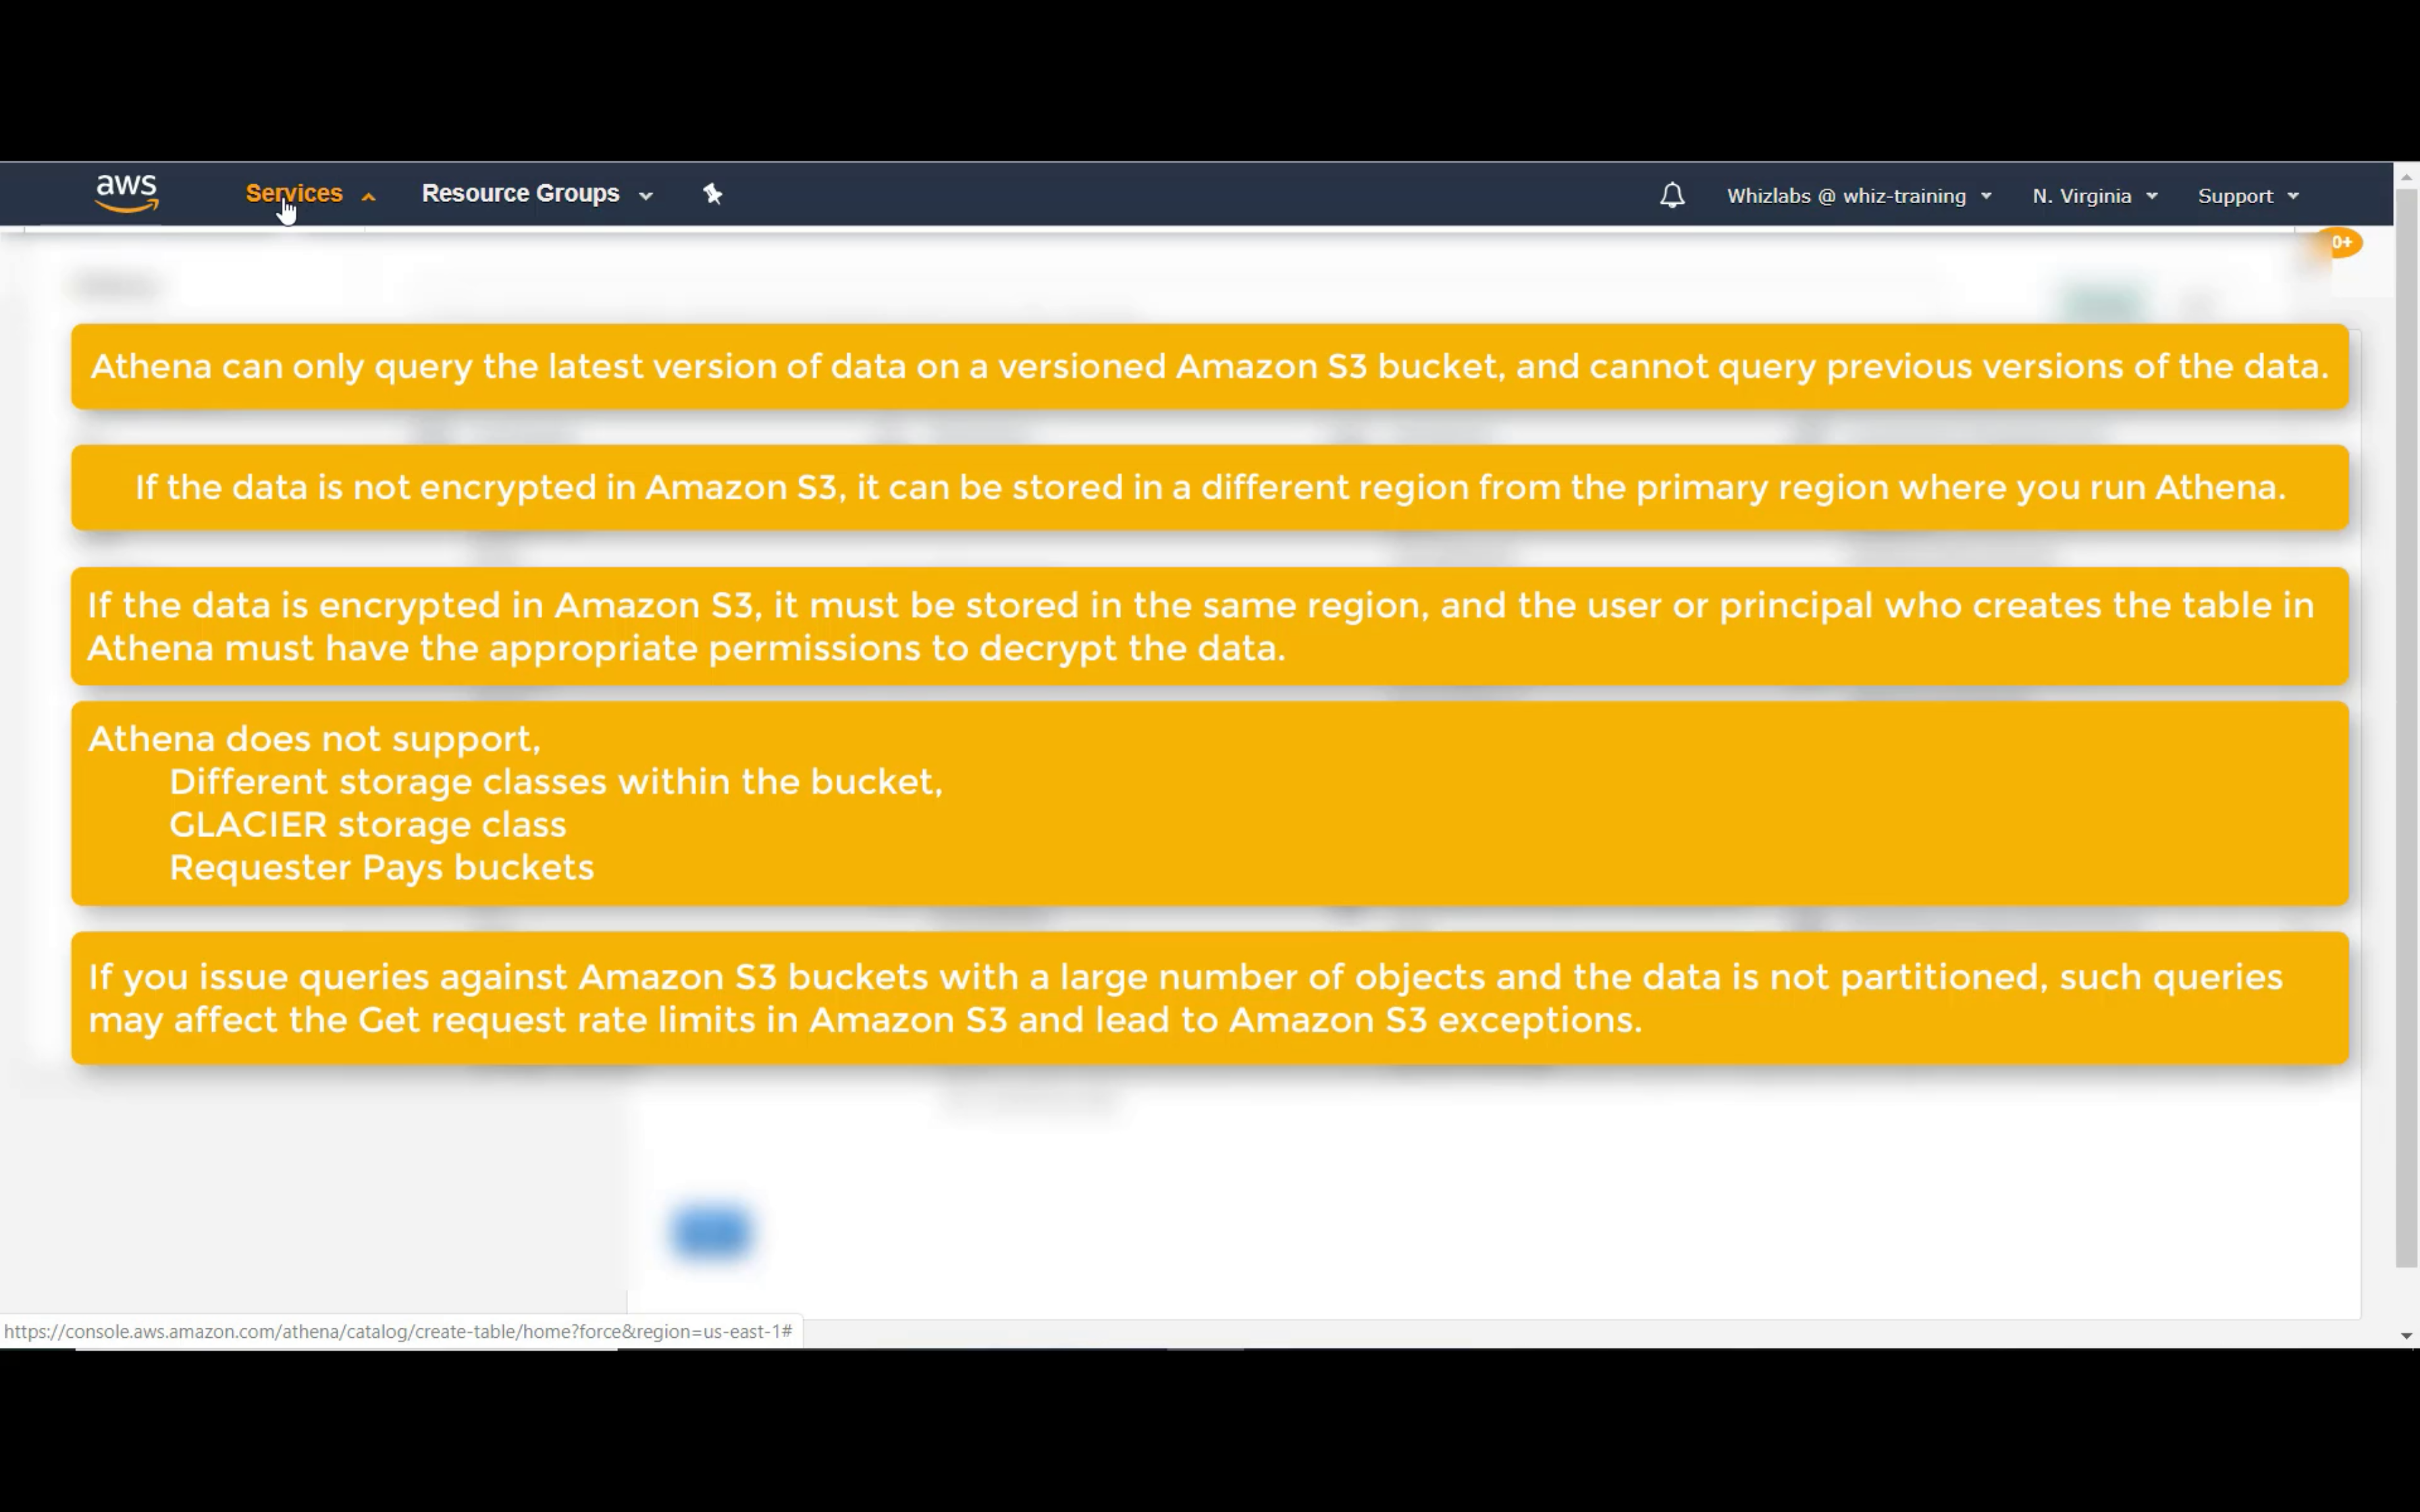 aws Services Resource Groups Whizlabs @ whiz-training N. Virginia Support
0+
Athena can only query the latest version of data on a versioned Amazon S3 bucket, and cannot query previous versions of the data.
If the data is not encrypted in Amazon S3, it can be stored in a different region from the primary region where you run Athena.
If the data is encrypted in Amazon S3, it must be stored in the same region, and the user or principal who creates the table in
Athena must have the appropriate permissions to decrypt the data.
Athena does not support,
Different storage classes within the bucket,
GLACIER storage class
Requester Pays buckets
If you issue queries against Amazon S3 buckets with a large number of objects and the data is not partitioned, such queries
may affect the Get request rate limits in Amazon S3 and lead to Amazon S3 exceptions.
https://console.aws.amazon.com/athena/catalog/create-table/home?force&region=us-east-1#